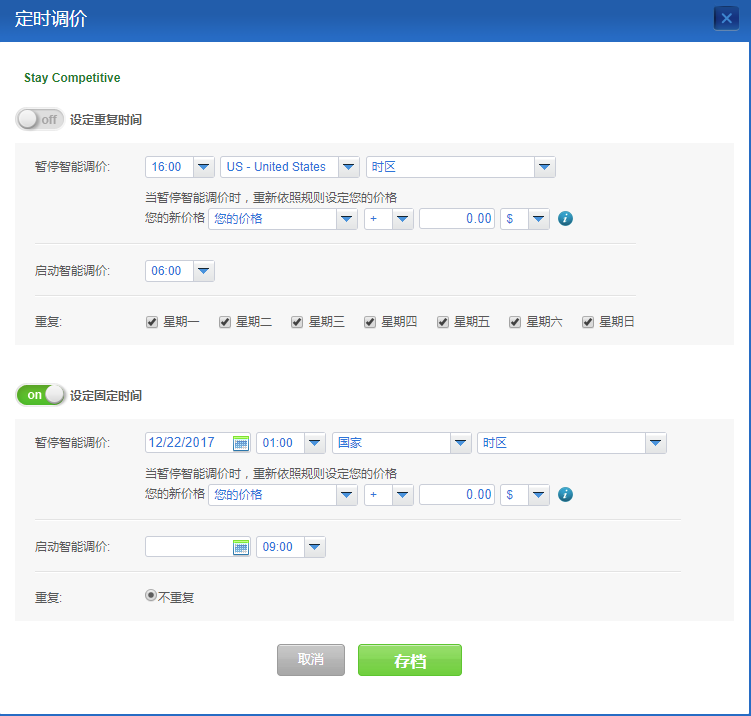 定时调价
Stay Competitive
off 设定重复时间
暂停智能调价: 16:00 US - United States 时区
当暂停智能调价时，重新依照规则设定您的价格
您的新价格 您的价格 + 0.00 $ i
启动智能调价: 06:00
重复: 星期一 星期二 星期三 星期四 星期五 星期六 星期日
on 设定固定时间
暂停智能调价: 12/22/2017 01:00 国家 时区
当暂停智能调价时，重新依照规则设定您的价格
您的新价格 您的价格 + 0.00 $ i
启动智能调价: 09:00
重复: 不重复
取消 存档